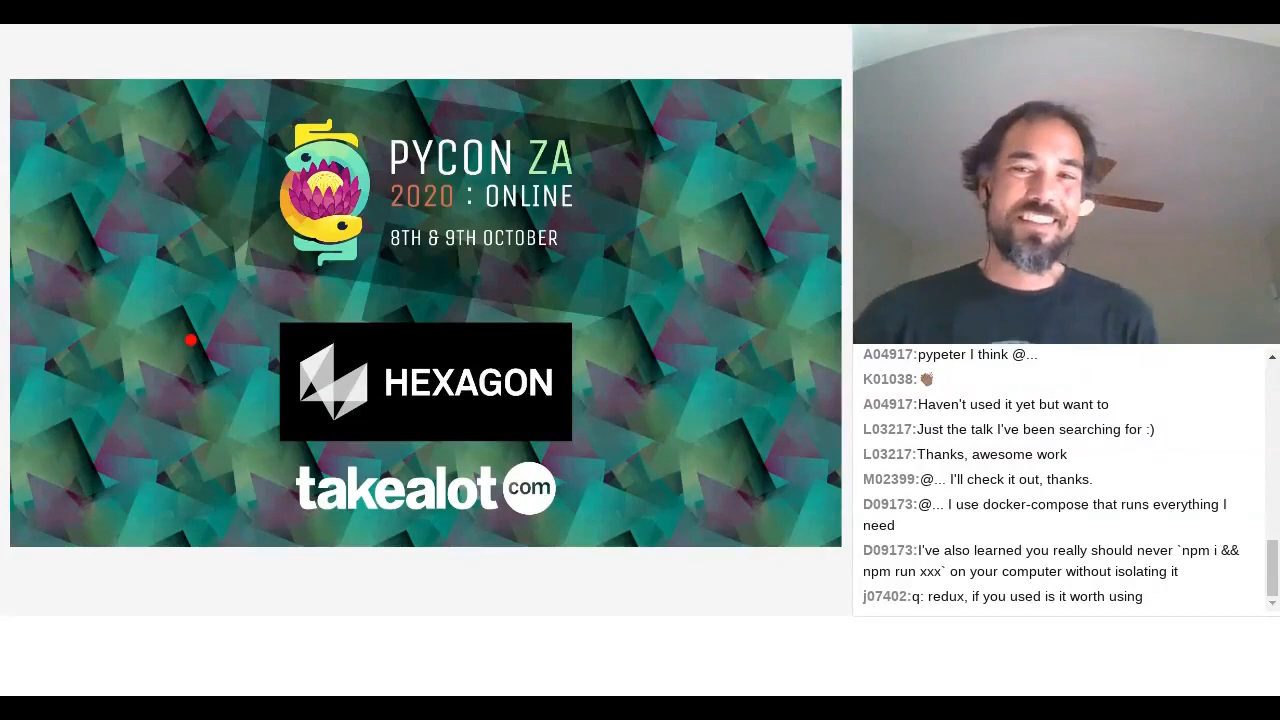 PYCON ZA
2020 : ONLINE
8TH & 9TH OCTOBER
HEXAGON
takealot com
A04917:pypeter I think @...
K01038:👏🏾
A04917:Haven't used it yet but want to
L03217:Just the talk I've been searching for :)
L03217:Thanks, awesome work
M02399:@... I'll check it out, thanks.
D09173:@... I use docker-compose that runs everything I
need
D09173:I've also learned you really should never `npm i &&
npm run xxx` on your computer without isolating it
j07402:q: redux, if you used is it worth using